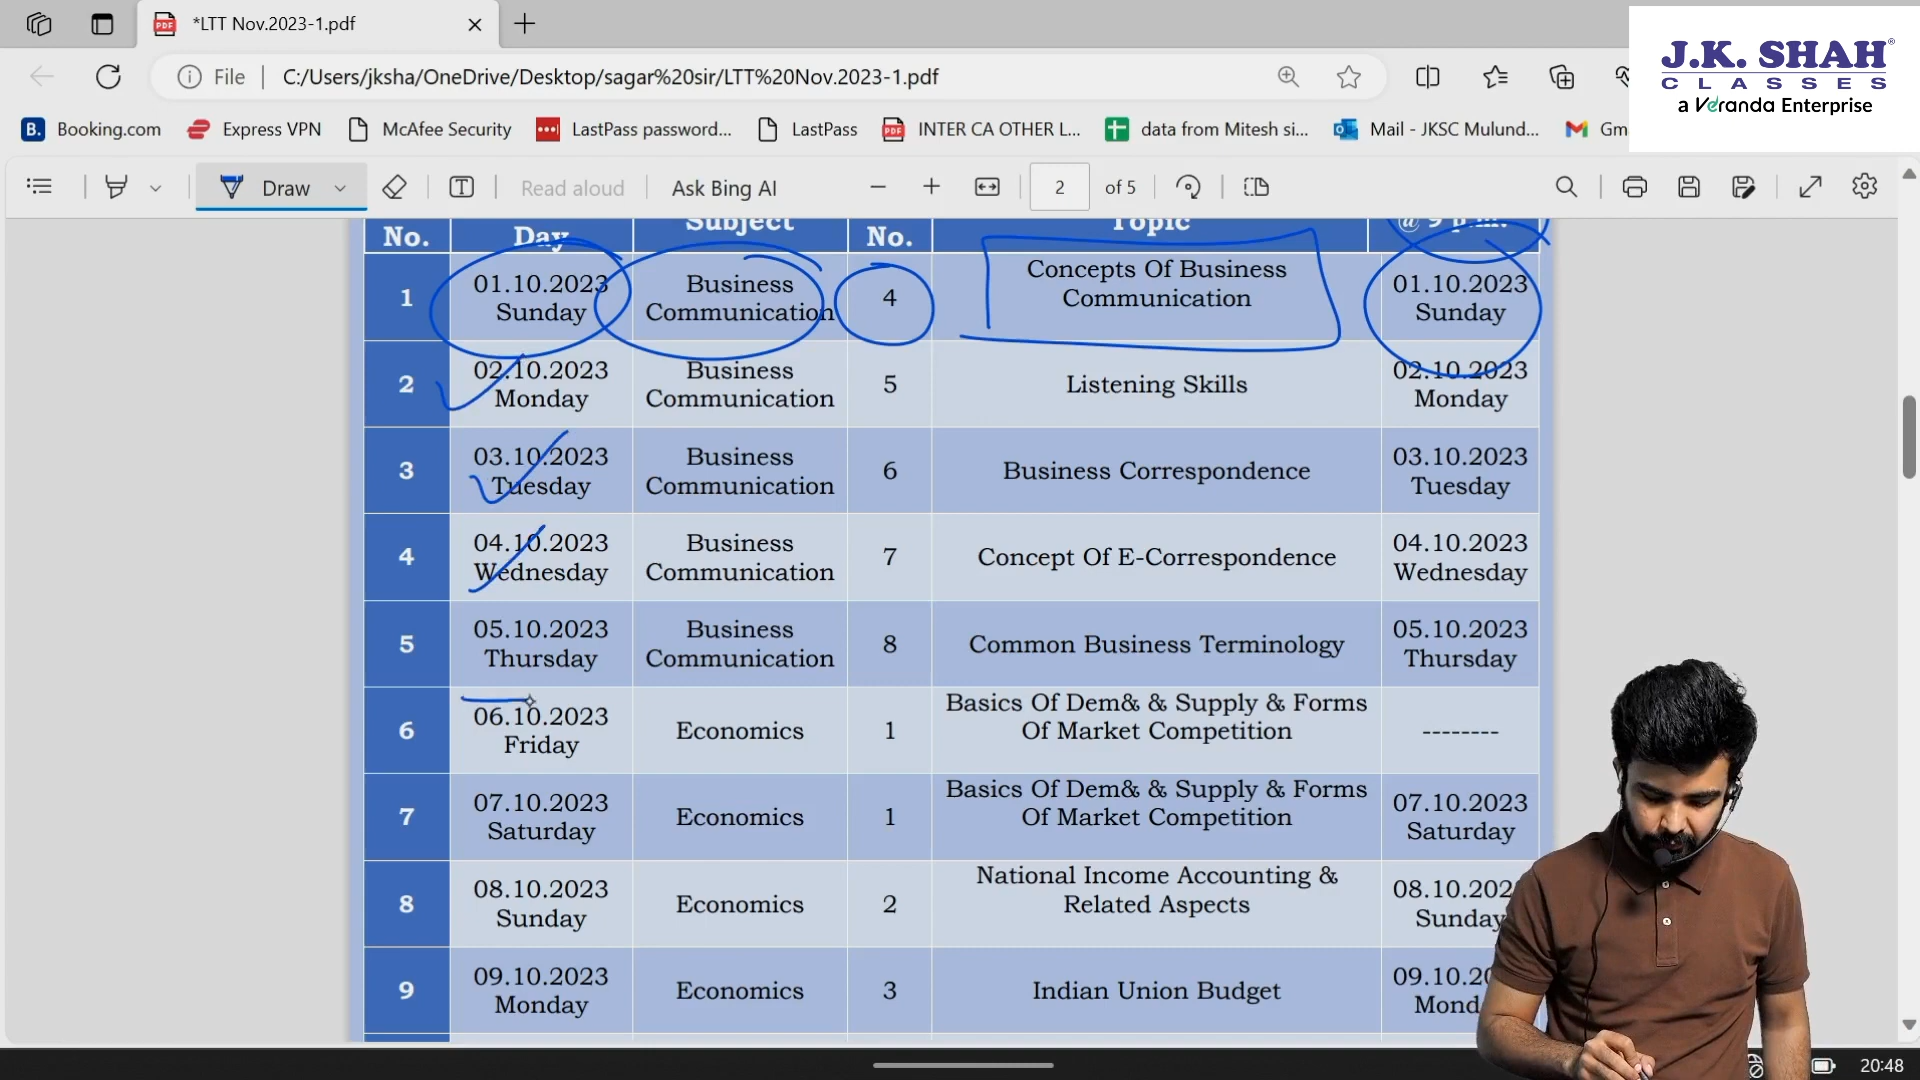 *LTT Nov.2023-1.pdf
File C:/Users/jksha/OneDrive/Desktop/sagar%20sir/LTT%20Nov.2023-1.pdf
J.K. SHAH®
CLASSES
a Veranda Enterprise
B. Booking.com Express VPN McAfee Security LastPass password... LastPass INTER CA OTHER L... data from Mitesh si... Mail - JKSC Mulund... Gm
Draw Read aloud Ask Bing AI 2 of 5
No. Day Subject No. Topic @ 9 p.m.
1 01.10.2023 Sunday Business Communication 4 Concepts Of Business Communication 01.10.2023 Sunday
2 02.10.2023 Monday Business Communication 5 Listening Skills 02.10.2023 Monday
3 03.10.2023 Tuesday Business Communication 6 Business Correspondence 03.10.2023 Tuesday
4 04.10.2023 Wednesday Business Communication 7 Concept Of E-Correspondence 04.10.2023 Wednesday
5 05.10.2023 Thursday Business Communication 8 Common Business Terminology 05.10.2023 Thursday
6 06.10.2023 Friday Economics 1 Basics Of Dem& & Supply & Forms Of Market Competition --------
7 07.10.2023 Saturday Economics 1 Basics Of Dem& & Supply & Forms Of Market Competition 07.10.2023 Saturday
8 08.10.2023 Sunday Economics 2 National Income Accounting & Related Aspects 08.10.202 Sunday
9 09.10.2023 Monday Economics 3 Indian Union Budget 09.10.20 Mond
20:48